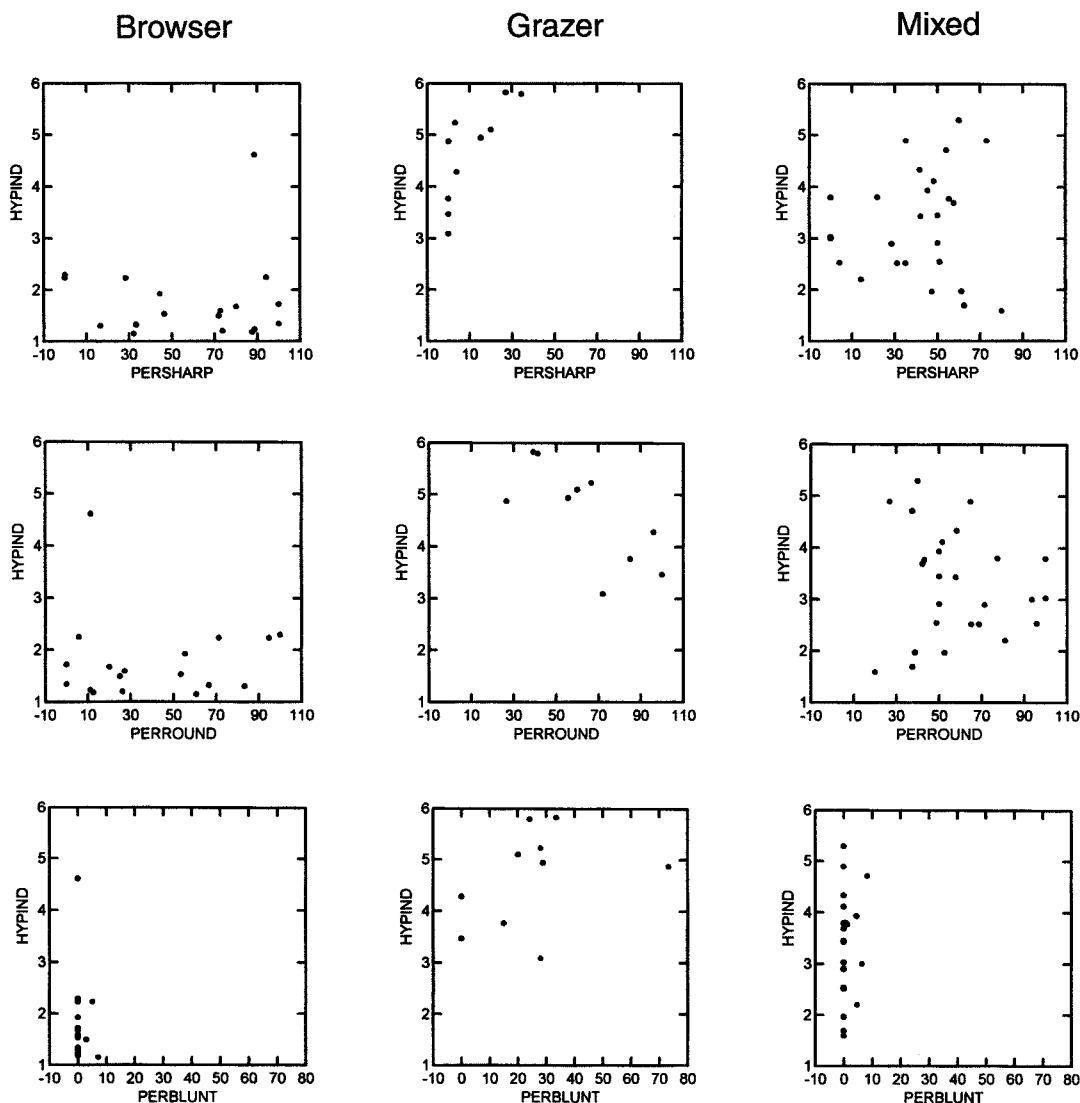 Browser Grazer Mixed
6 6 6
5 5 5
4 4 4
HYPIND HYPIND HYPIND
3 3 3
2 2 2
1 1 1
-10 10 30 50 70 90 110 -10 10 30 50 70 90 110 -10 10 30 50 70 90 110
PERSHARP PERSHARP PERSHARP
6 6 6
5 5 5
4 4 4
HYPIND HYPIND HYPIND
3 3 3
2 2 2
1 1 1
-10 10 30 50 70 90 110 -10 10 30 50 70 90 110 -10 10 30 50 70 90 110
PERROUND PERROUND PERROUND
6 6 6
5 5 5
4 4 4
HYPIND HYPIND HYPIND
3 3 3
2 2 2
1 1 1
-10 0 10 20 30 40 50 60 70 80 -10 0 10 20 30 40 50 60 70 80 -10 0 10 20 30 40 50 60 70 80
PERBLUNT PERBLUNT PERBLUNT